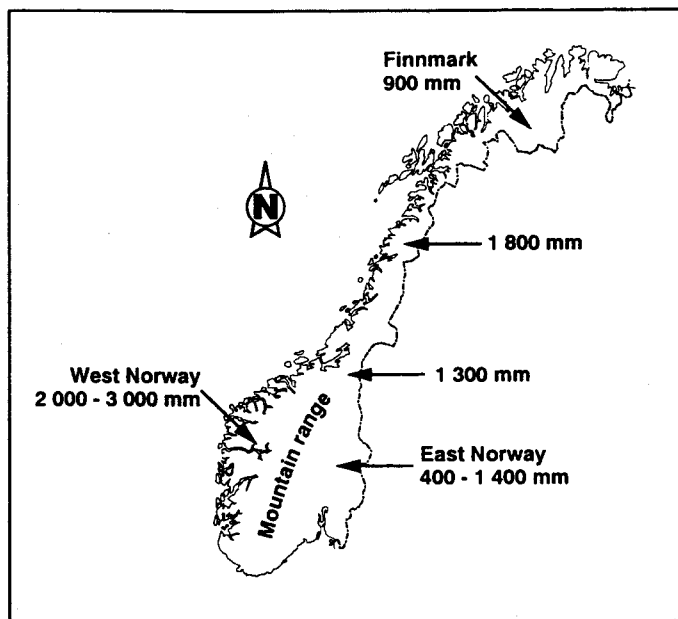 Finnmark
900 mm
N
1 800 mm
West Norway
2 000 - 3 000 mm
1 300 mm
Mountain range
East Norway
400 - 1 400 mm